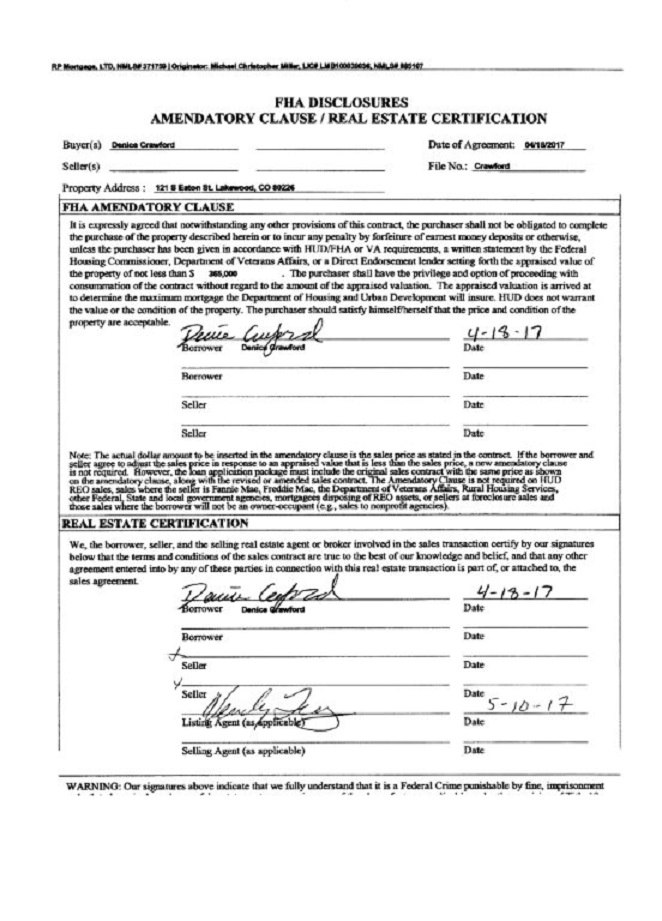 RP Mortgage, LTD, NMLS# 371739 | Originator: Michael Christopher Miller, LIC#
FHA DISCLOSURES
AMENDATORY CLAUSE / REAL ESTATE CERTIFICATION
Buyer(s) Denice Crawford Date of Agreement: 04/18/2017
Seller(s) File No.: Crawford
Property Address : 121 S Eaton St, Lakewood, CO 80226
FHA AMENDATORY CLAUSE
It is expressly agreed that notwithstanding any other provisions of this contract, the purchaser shall not be obligated to complete
the purchase of the property described herein or to incur any penalty by forfeiture of earnest money deposits or otherwise,
unless the purchaser has been given in accordance with HUD/FHA or VA requirements, a written statement by the Federal
Housing Commissioner, Department of Veterans Affairs, or a Direct Endorsement lender setting forth the appraised value of
the property of not less than $ 365,000 . The purchaser shall have the privilege and option of proceeding with
consummation of the contract without regard to the amount of the appraised valuation. The appraised valuation is arrived at
to determine the maximum mortgage the Department of Housing and Urban Development will insure. HUD does not warrant
the value or the condition of the property. The purchaser should satisfy himself/herself that the price and condition of the
property are acceptable.
4-18-17
Borrower Denice Crawford Date
Borrower Date
Seller Date
Seller Date
Note: The actual dollar amount to be inserted in the amendatory clause is the sales price as stated in the contract. If the borrower and
seller agree to adjust the sales price in response to an appraised value that is less than the sales price, a new amendatory clause
is not required. However, the loan application package must include the original sales contract with the same price as shown
on the amendatory clause, along with the revised or amended sales contract. The Amendatory Clause is not required on HUD
REO sales, sales where the seller is Fannie Mae, Freddie Mac, the Department of Veterans Affairs, Rural Housing Services,
other Federal, State and local government agencies, mortgagees disposing of REO assets, or sellers at foreclosure sales and
those sales where the borrower will not be an owner-occupant (e.g., sales to nonprofit agencies).
REAL ESTATE CERTIFICATION
We, the borrower, seller, and the selling real estate agent or broker involved in the sales transaction certify by our signatures
below that the terms and conditions of the sales contract are true to the best of our knowledge and belief, and that any other
agreement entered into by any of these parties in connection with this real estate transaction is part of, or attached to, the
sales agreement.
4-18-17
Borrower Denice Crawford Date
Borrower Date
Seller Date
Seller Date
5-10-17
Listing Agent (as applicable) Date
Selling Agent (as applicable) Date
WARNING: Our signatures above indicate that we fully understand that it is a Federal Crime punishable by fine, imprisonment